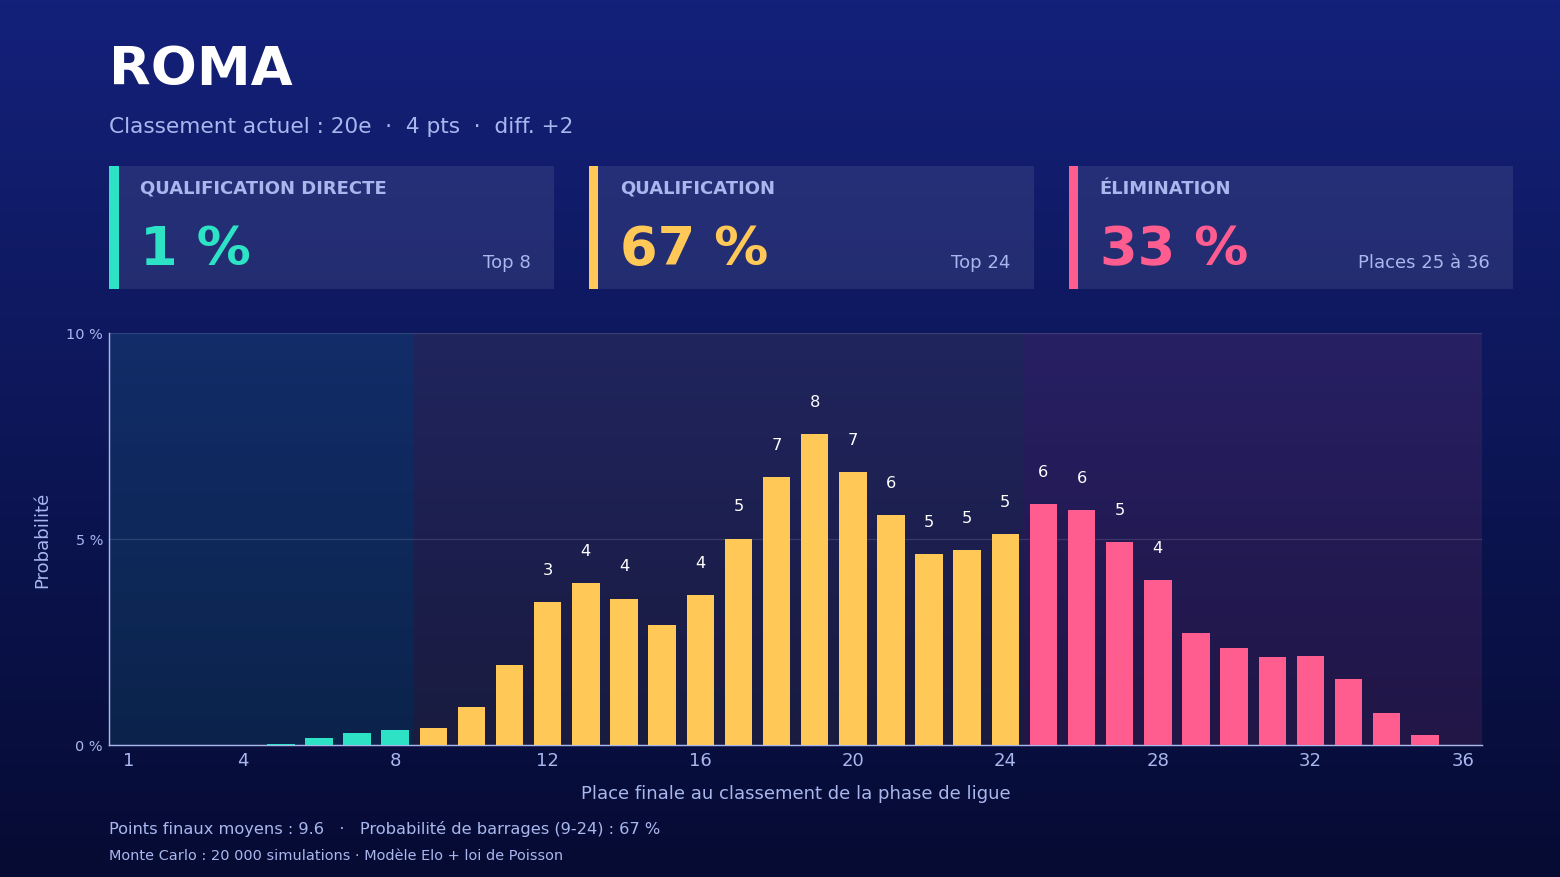 ROMA
Classement actuel : 20e · 4 pts · diff. +2
QUALIFICATION DIRECTE
1 %
Top 8
QUALIFICATION
67 %
Top 24
ÉLIMINATION
33 %
Places 25 à 36
10 %
5 %
0 %
Probabilité
3 4 4 4 5 7 8 7 6 5 5 5 6 6 5 4
1 4 8 12 16 20 24 28 32 36
Place finale au classement de la phase de ligue
Points finaux moyens : 9.6 · Probabilité de barrages (9-24) : 67 %
Monte Carlo : 20 000 simulations · Modèle Elo + loi de Poisson